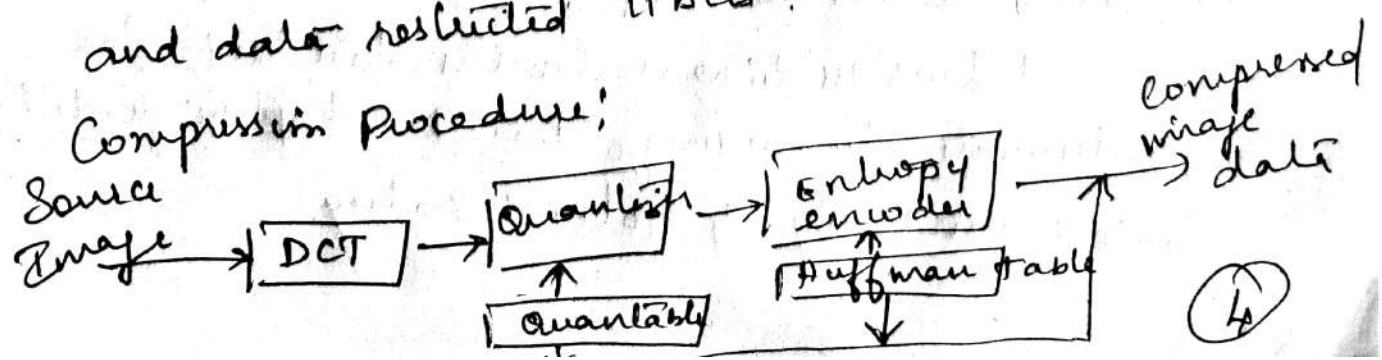 and data restricted
Compression Procedure:
Source
Image
DCT
Quantizer
Quantable
Entropy
encoder
Huffman table
Compressed
image
data
4